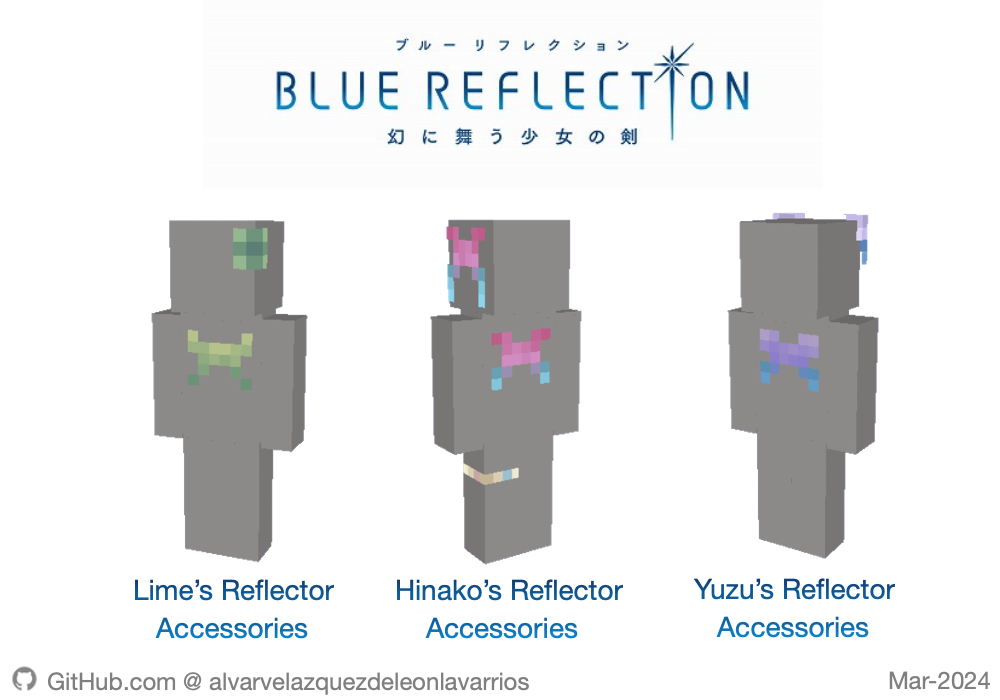 ブルー リフレクション
BLUE REFLECTION
幻に舞う少女の剣
Lime's Reflector
Accessories
Hinako's Reflector
Accessories
Yuzu's Reflector
Accessories
GitHub.com @ alvarvelazquezdeleonlavarrios
Mar-2024